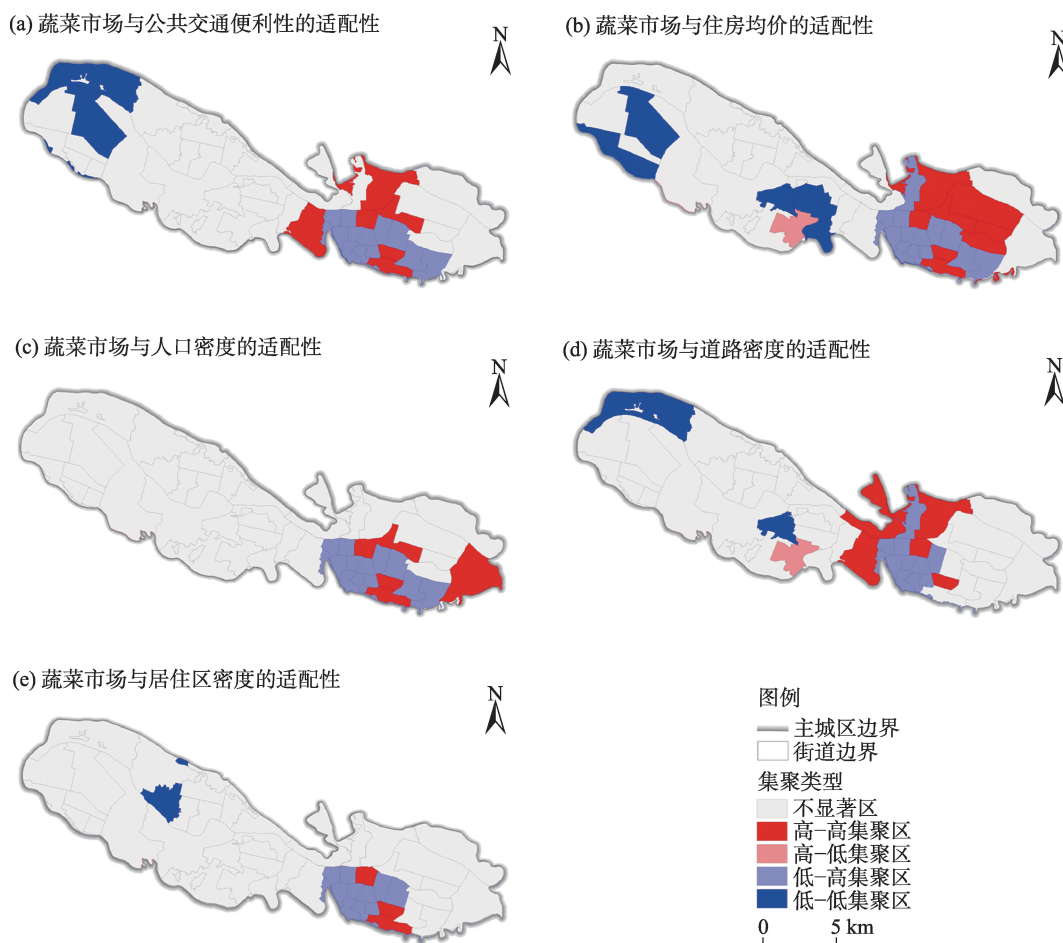 (a) 蔬菜市场与公共交通便利性的适配性
N
(b) 蔬菜市场与住房均价的适配性
N
(c) 蔬菜市场与人口密度的适配性
N
(d) 蔬菜市场与道路密度的适配性
N
(e) 蔬菜市场与居住区密度的适配性
N
图例
主城区边界
街道边界
集聚类型
不显著区
高-高集聚区
高-低集聚区
低-高集聚区
低-低集聚区
0 5 km